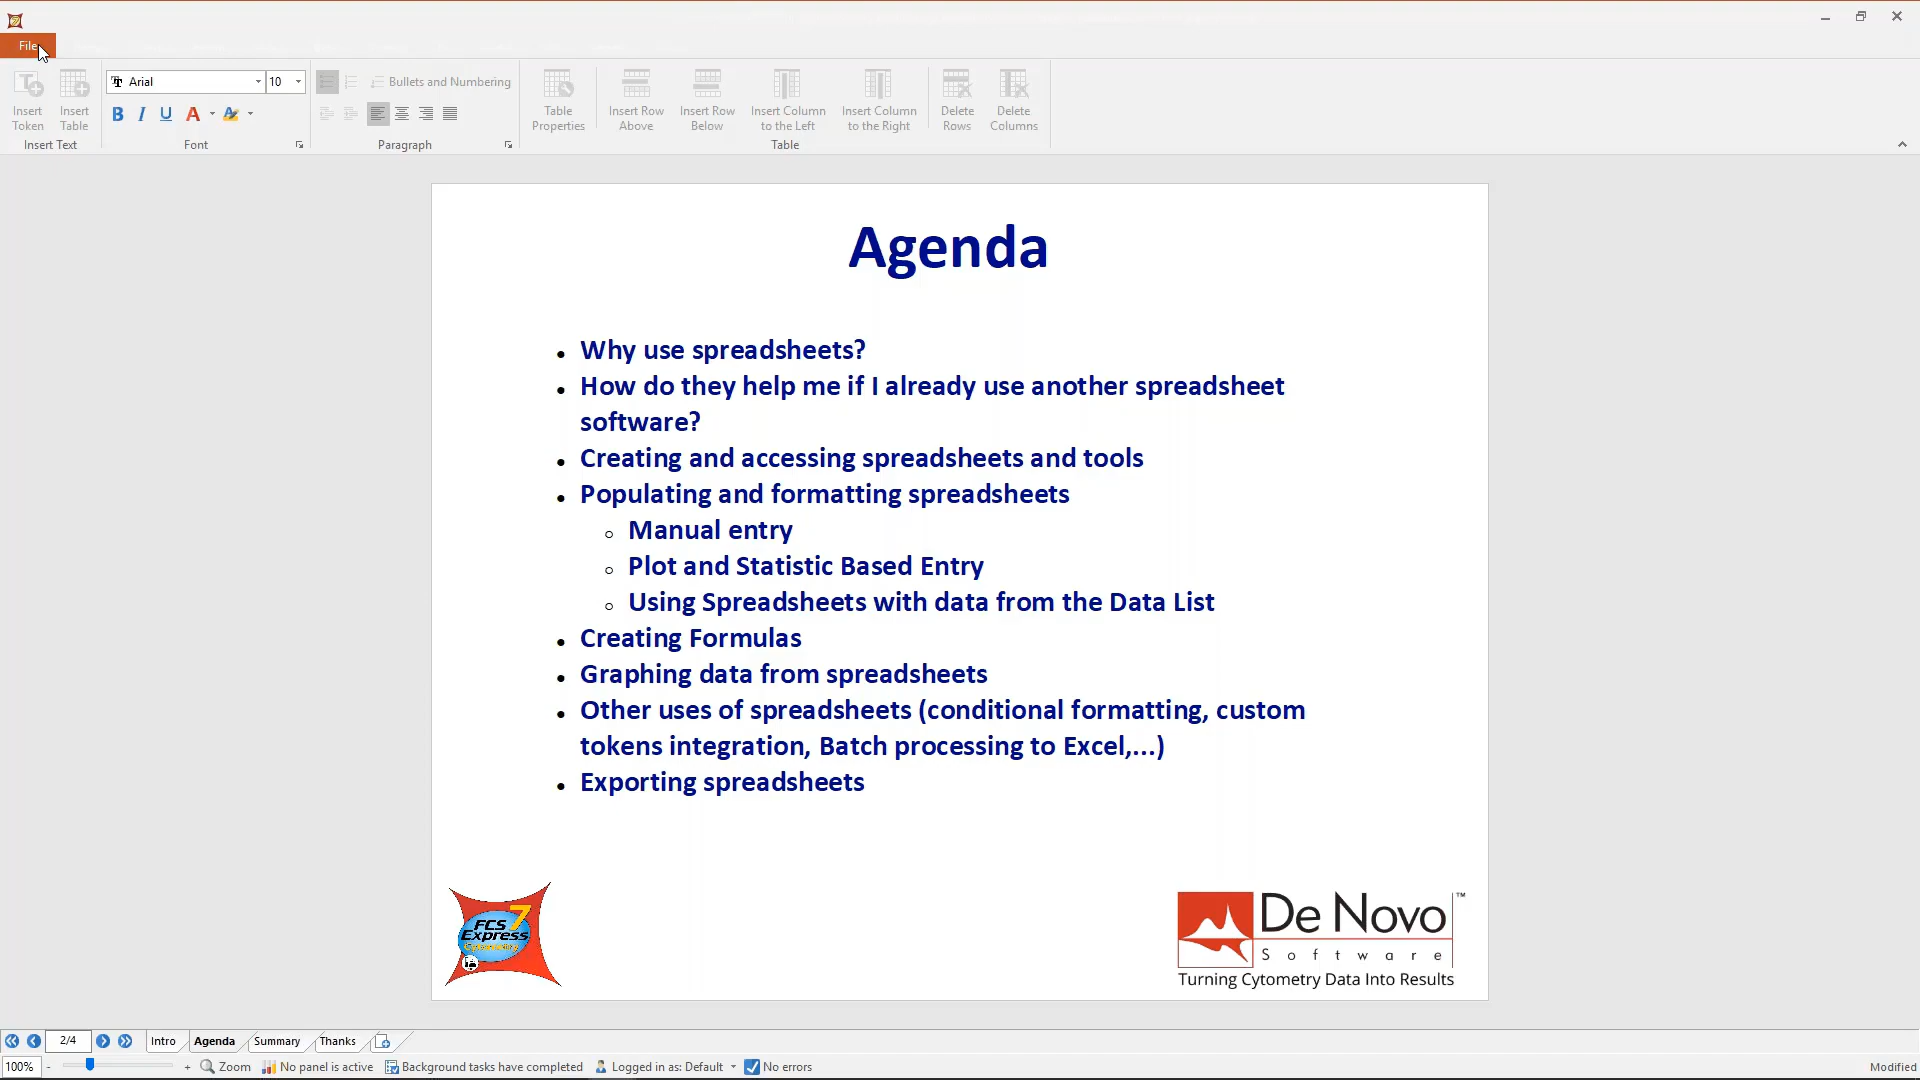 File
Arial
10
Bullets and Numbering
Insert
Token
Insert
Table
B I U A
Table
Properties
Insert Row
Above
Insert Row
Below
Insert Column
to the Left
Insert Column
to the Right
Delete
Rows
Delete
Columns
Insert Text
Font
Paragraph
Table
Agenda
Why use spreadsheets?
How do they help me if I already use another spreadsheet
software?
Creating and accessing spreadsheets and tools
Populating and formatting spreadsheets
Manual entry
Plot and Statistic Based Entry
Using Spreadsheets with data from the Data List
Creating Formulas
Graphing data from spreadsheets
Other uses of spreadsheets (conditional formatting, custom
tokens integration, Batch processing to Excel,...)
Exporting spreadsheets
FCS 7
Express
De Novo ™
Software
Turning Cytometry Data Into Results
2/4 Intro Agenda Summary Thanks
100% - + Zoom No panel is active Background tasks have completed Logged in as: Default No errors Modified